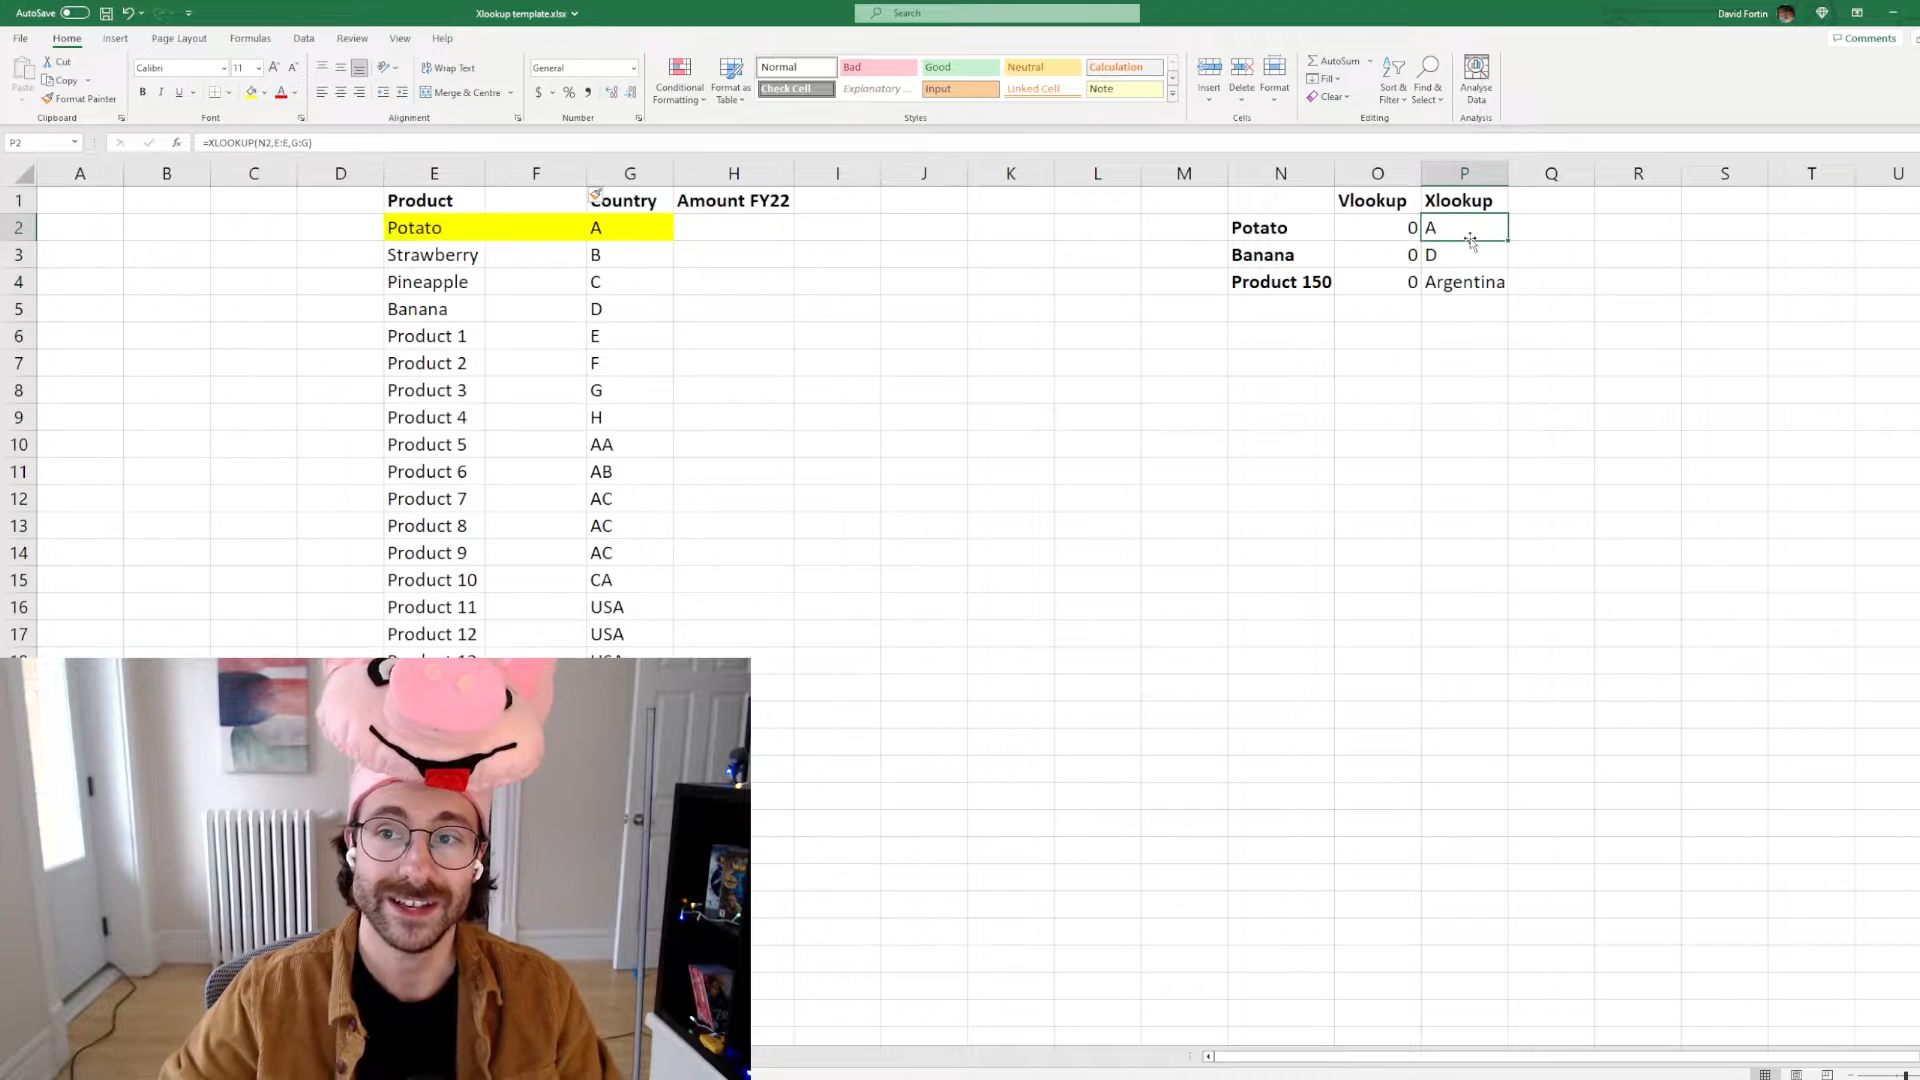 AutoSave
Xlookup template.xlsx
Search
David Fortin
File Home Insert Page Layout Formulas Data Review View Help
Comments
Paste
Cut
Copy
Format Painter
Calibri 11
Wrap Text
Merge & Centre
General
Conditional Formatting
Format as Table
Normal Bad Good Neutral Calculation
Check Cell Explanatory ... Input Linked Cell Note
Insert Delete Format
AutoSum
Fill
Clear
Sort & Filter
Find & Select
Analyse Data
Clipboard Font Alignment Number Styles Cells Editing Analysis
P2 fx =XLOOKUP(N2,E:E,G:G)
A B C D E F G H I J K L M N O P Q R S T U
1 Product Country Amount FY22 Vlookup Xlookup
2 Potato A Potato 0 A
3 Strawberry B Banana 0 D
4 Pineapple C Product 150 0 Argentina
5 Banana D
6 Product 1 E
7 Product 2 F
8 Product 3 G
9 Product 4 H
10 Product 5 AA
11 Product 6 AB
12 Product 7 AC
13 Product 8 AC
14 Product 9 AC
15 Product 10 CA
16 Product 11 USA
17 Product 12 USA